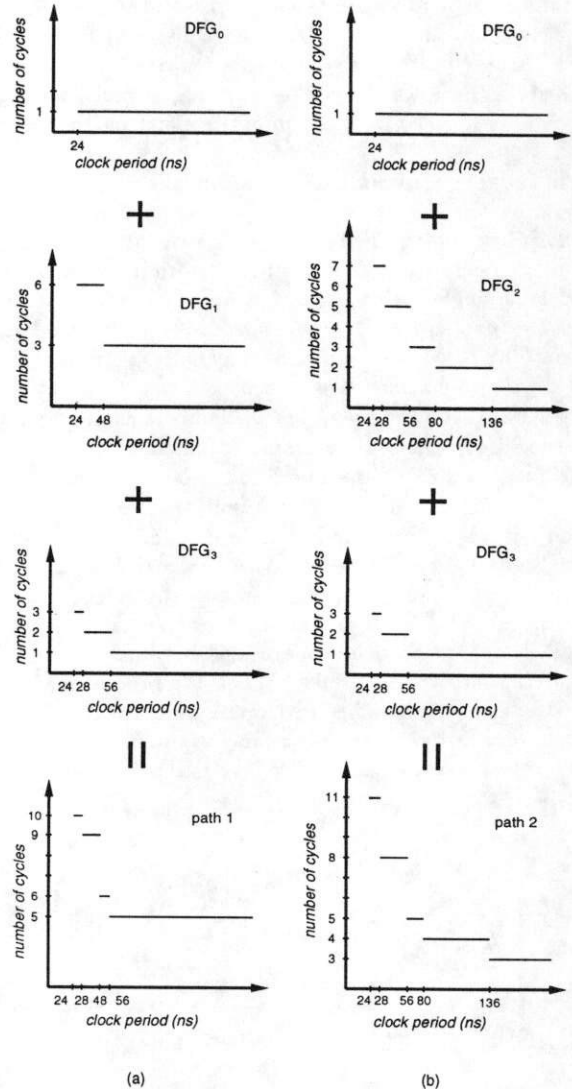 DFG0
number of cycles
1
24
clock period (ns)
DFG0
number of cycles
1
24
clock period (ns)
+
+
DFG1
number of cycles
6
3
24 48
clock period (ns)
DFG2
number of cycles
7
6
5
4
3
2
1
24 28 56 80 136
clock period (ns)
+
+
DFG3
number of cycles
3
2
1
24 28 56
clock period (ns)
DFG3
number of cycles
3
2
1
24 28 56
clock period (ns)
=
=
path 1
number of cycles
10
9
6
5
24 28 48 56
clock period (ns)
path 2
number of cycles
11
8
5
4
3
24 28 56 80 136
clock period (ns)
(a)
(b)